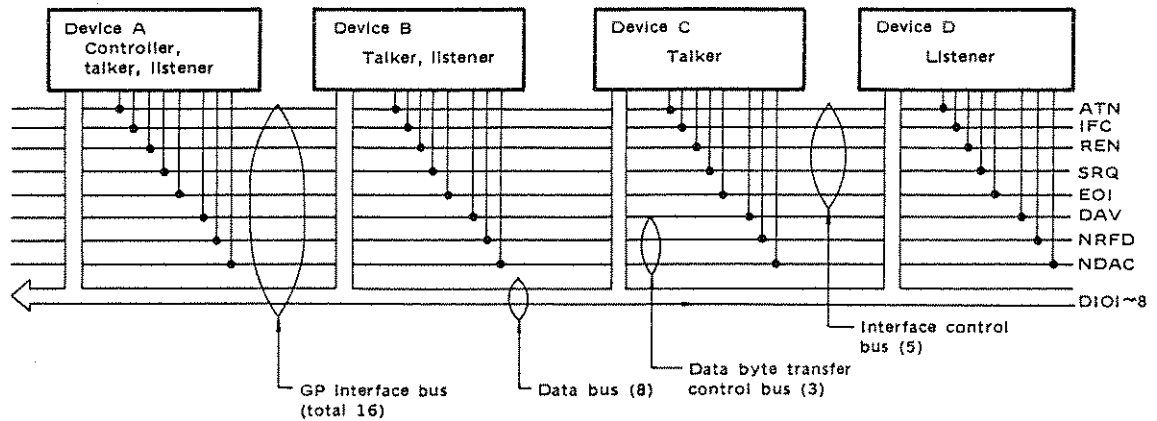 Device A
Controller,
talker, listener
Device B
Talker, listener
Device C
Talker
Device D
Listener
ATN
IFC
REN
SRQ
EOI
DAV
NRFD
NDAC
DIO1~8
Interface control
bus (5)
Data byte transfer
control bus (3)
Data bus (8)
GP Interface bus
(total 16)